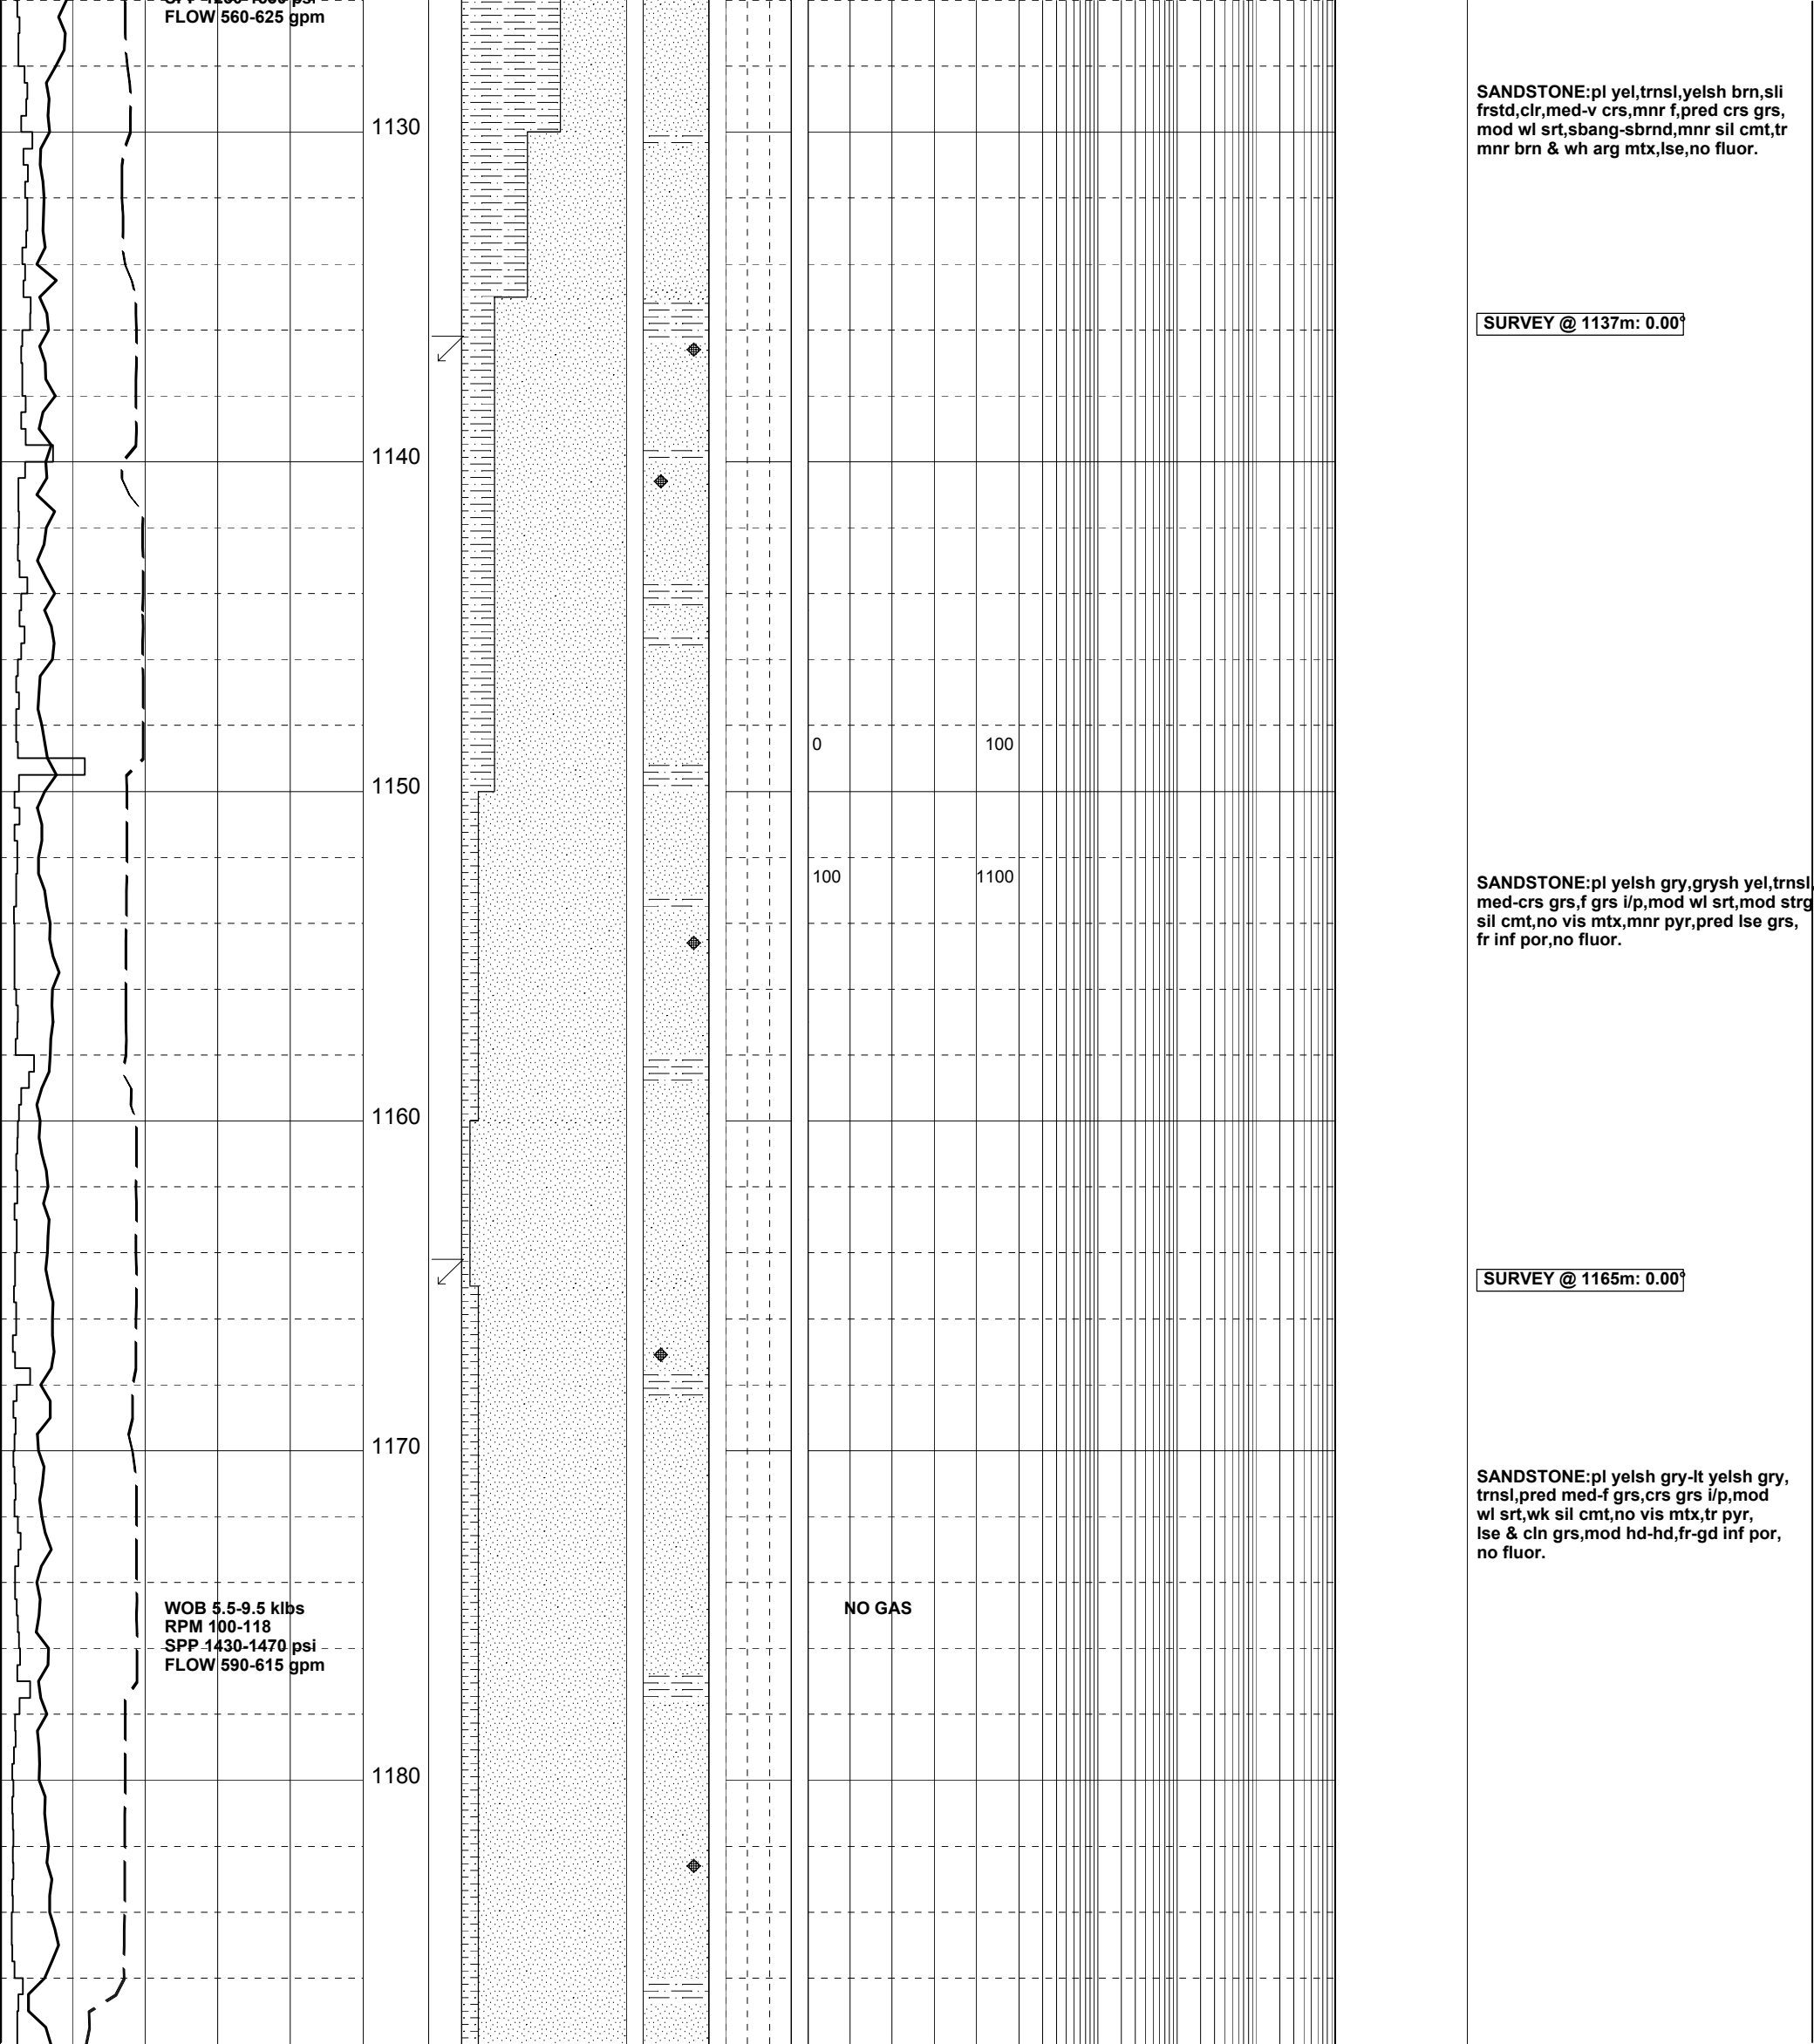 FLOW 560-625 gpm
SANDSTONE:pl yel,trnsl,yelsh brn,sli
frstd,clr,med-v crs,mnr f,pred crs grs,
mod wl srt,sbang-sbrnd,mnr sil cmt,tr
mnr brn & wh arg mtx,lse,no fluor.
1130
SURVEY @ 1137m: 0.00°
1140
0 100
1150
100 1100
SANDSTONE:pl yelsh gry,grysh yel,trnsl,
med-crs grs,f grs i/p,mod wl srt,mod strg
sil cmt,no vis mtx,mnr pyr,pred lse grs,
fr inf por,no fluor.
1160
SURVEY @ 1165m: 0.00°
1170
SANDSTONE:pl yelsh gry-lt yelsh gry,
trnsl,pred med-f grs,crs grs i/p,mod
wl srt,wk sil cmt,no vis mtx,tr pyr,
lse & cln grs,mod hd-hd,fr-gd inf por,
no fluor.
WOB 5.5-9.5 klbs
RPM 100-118
SPP 1430-1470 psi
FLOW 590-615 gpm
NO GAS
1180